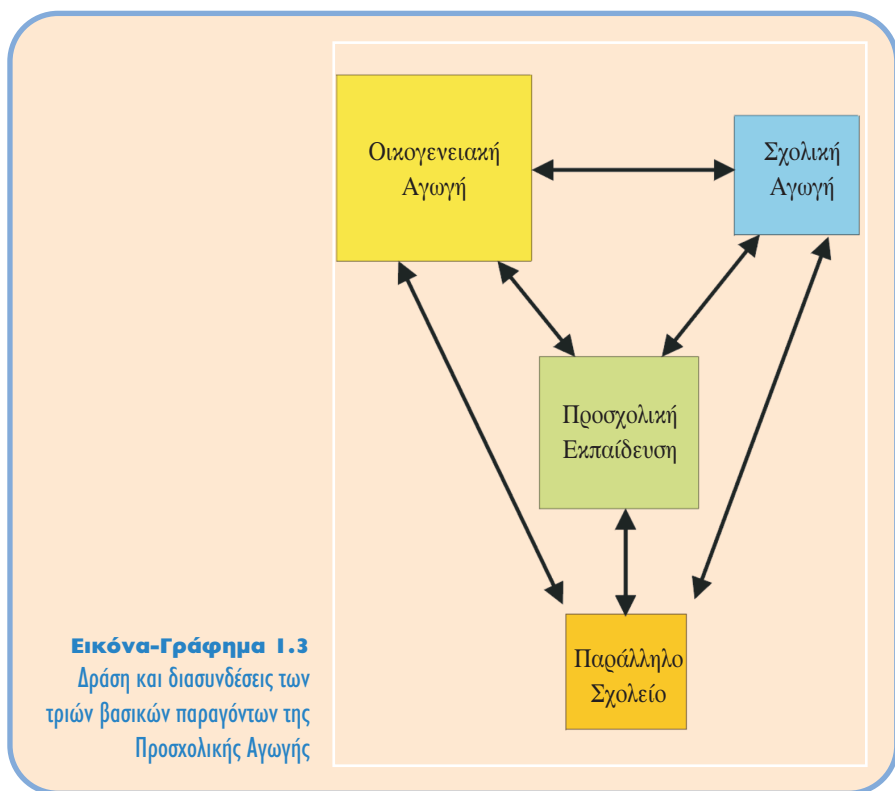 Οικογενειακή
Αγωγή
Σχολική
Αγωγή
Προσχολική
Εκπαίδευση
Παράλληλο
Σχολείο
Εικόνα-Γράφημα 1.3
Δράση και διασυνδέσεις των
τριών βασικών παραγόντων της
Προσχολικής Αγωγής